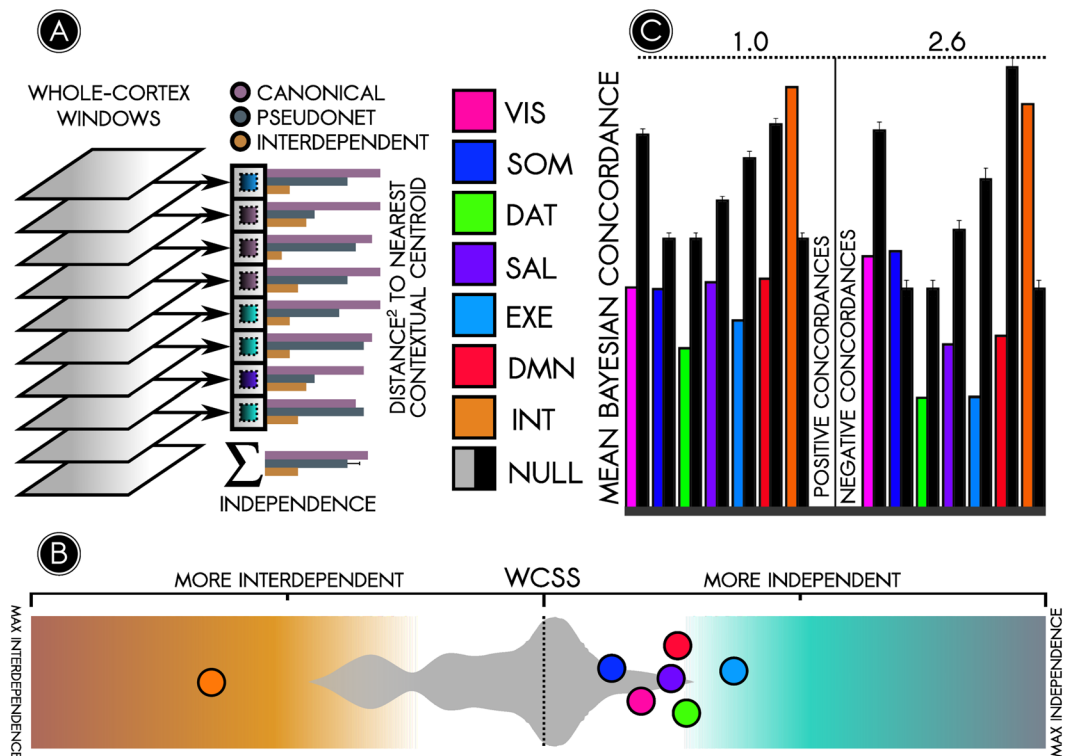 A
WHOLE-CORTEX
WINDOWS
CANONICAL
PSEUDONET
INTERDEPENDENT
DISTANCE² TO NEAREST
CONTEXTUAL CENTROID
Σ
INDEPENDENCE
VIS
SOM
DAT
SAL
EXE
DMN
INT
NULL
C
1.0
2.6
MEAN BAYESIAN CONCORDANCE
POSITIVE CONCORDANCES
NEGATIVE CONCORDANCES
B
MORE INTERDEPENDENT
WCSS
MORE INDEPENDENT
MAX INTERDEPENDENCE
MAX INDEPENDENCE